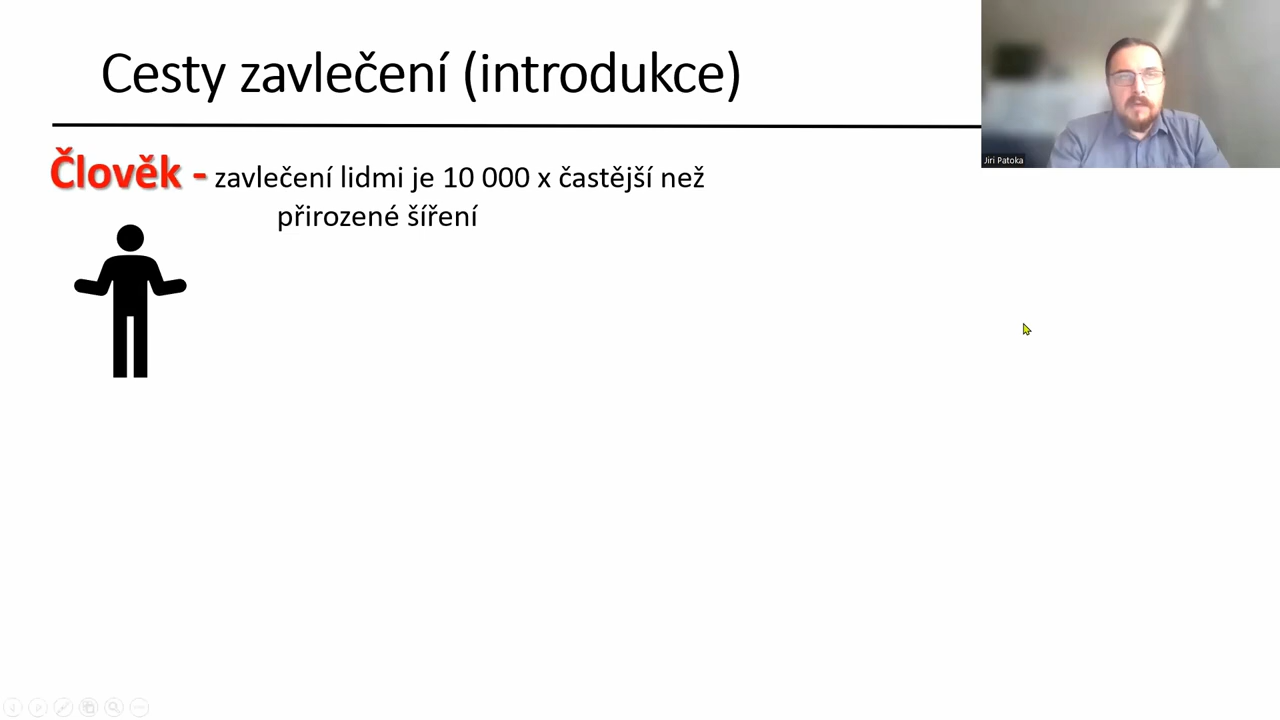 Cesty zavlečení (introdukce)
Člověk - zavlečení lidmi je 10 000 x častější než
přirozené šíření
Jiri Patoka